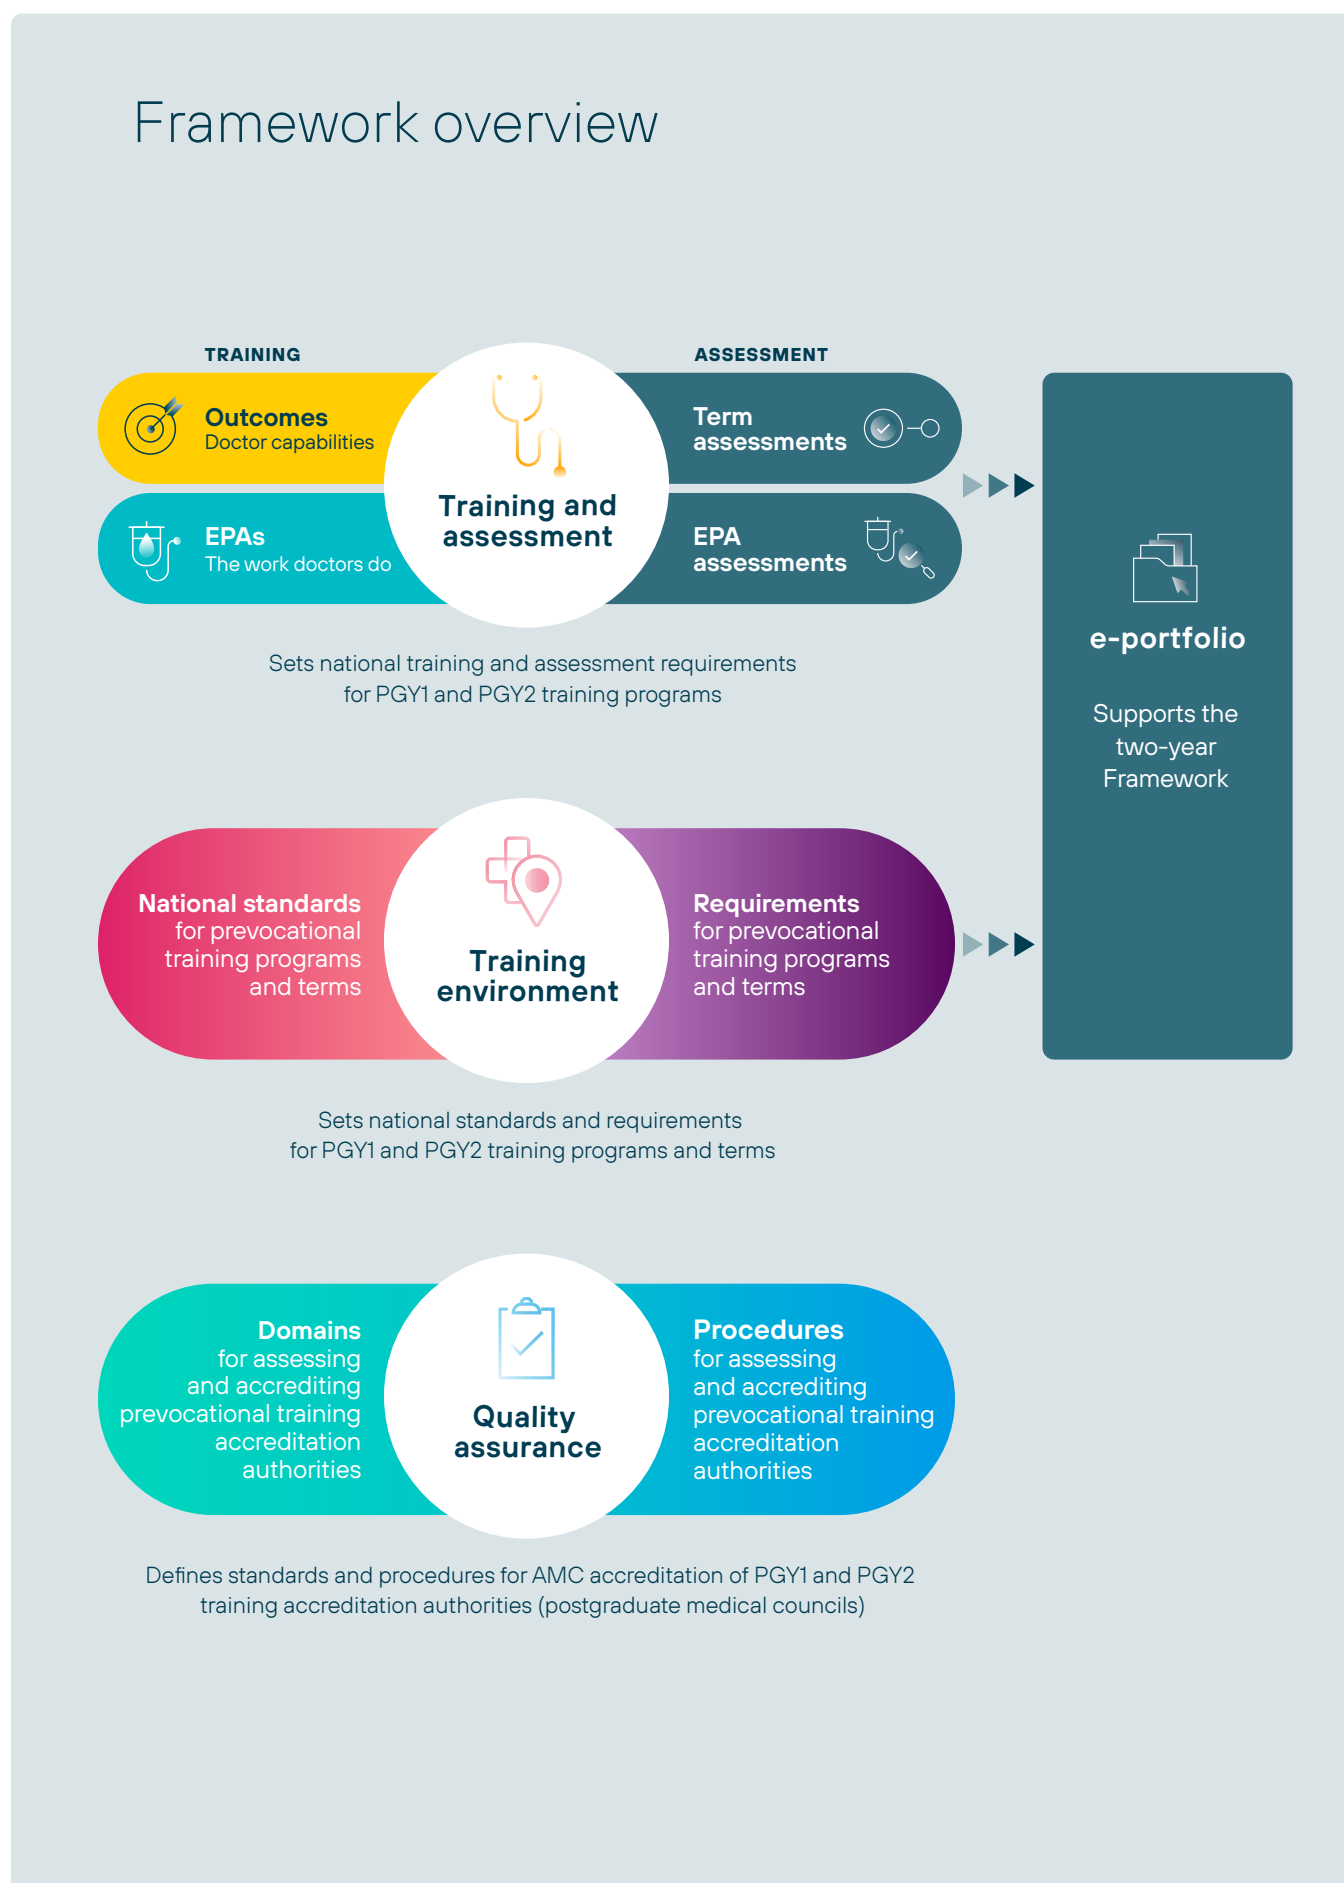 Framework overview
TRAINING
ASSESSMENT
Outcomes
Doctor capabilities
EPAs
The work doctors do
Training and
assessment
Term
assessments
EPA
assessments
Sets national training and assessment requirements
for PGY1 and PGY2 training programs
e-portfolio
Supports the
two-year
Framework
National standards
for prevocational
training programs
and terms
Training
environment
Requirements
for prevocational
training programs
and terms
Sets national standards and requirements
for PGY1 and PGY2 training programs and terms
Domains
for assessing
and accrediting
prevocational training
accreditation
authorities
Quality
assurance
Procedures
for assessing
and accrediting
prevocational training
accreditation
authorities
Defines standards and procedures for AMC accreditation of PGY1 and PGY2
training accreditation authorities (postgraduate medical councils)